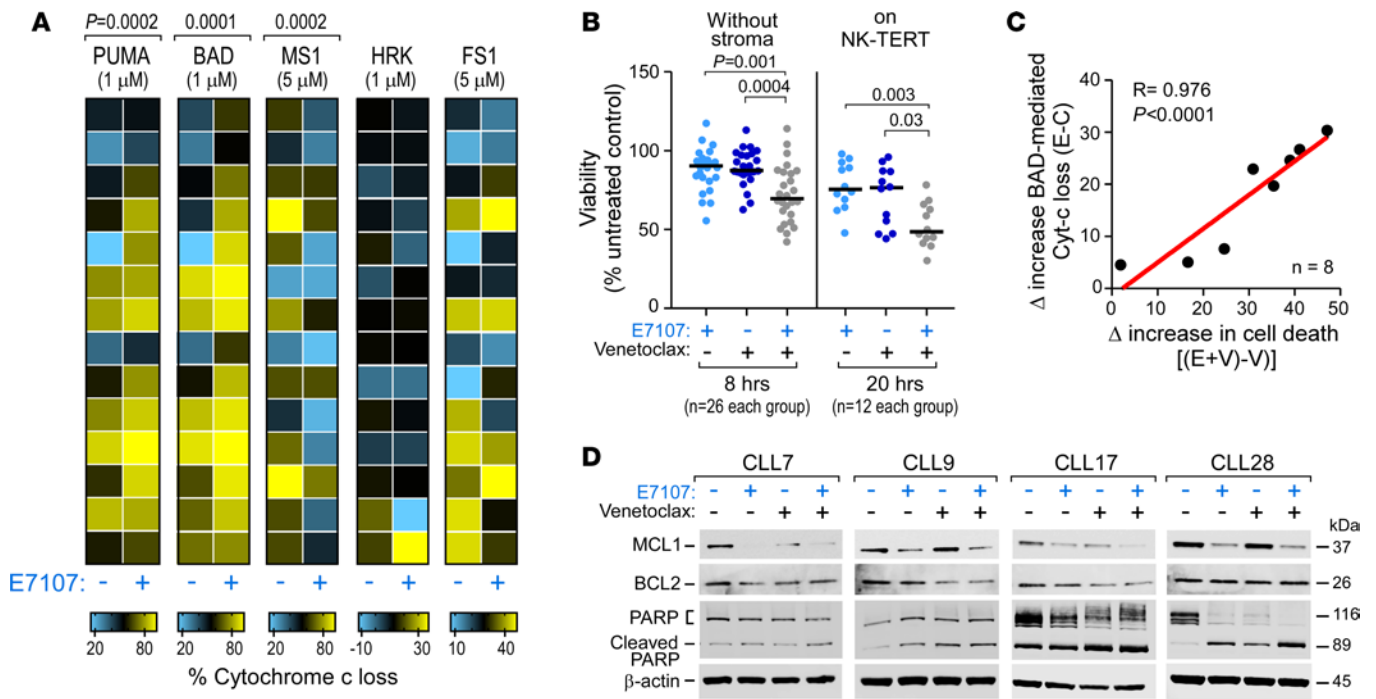 A
P=0.0002 0.0001 0.0002
PUMA BAD MS1 HRK FS1
(1 µM) (1 µM) (5 µM) (1 µM) (5 µM)
E7107: - + - + - + - + - +
20 80 20 80 20 80 -10 30 10 40
% Cytochrome c loss
B
Without stroma
on NK-TERT
P=0.001
0.0004
0.003
0.03
Viability
(% untreated control)
150
100
50
0
E7107: + - + + - +
Venetoclax: - + + - + +
8 hrs 20 hrs
(n=26 each group) (n=12 each group)
C
R= 0.976
P<0.0001
Δ increase BAD-mediated
Cyt-c loss (E-C)
40
30
20
10
0
n = 8
0 10 20 30 40 50
Δ increase in cell death
[(E+V)-V)]
D
CLL7 CLL9 CLL17 CLL28
E7107: - + - + - + - + - + - + - + - +
Venetoclax: - - + + - - + + - - + + - - + +
kDa
MCL1 – – 37
BCL2 – – 26
PARP [ – 116
Cleaved – – 89
PARP
β-actin – – 45